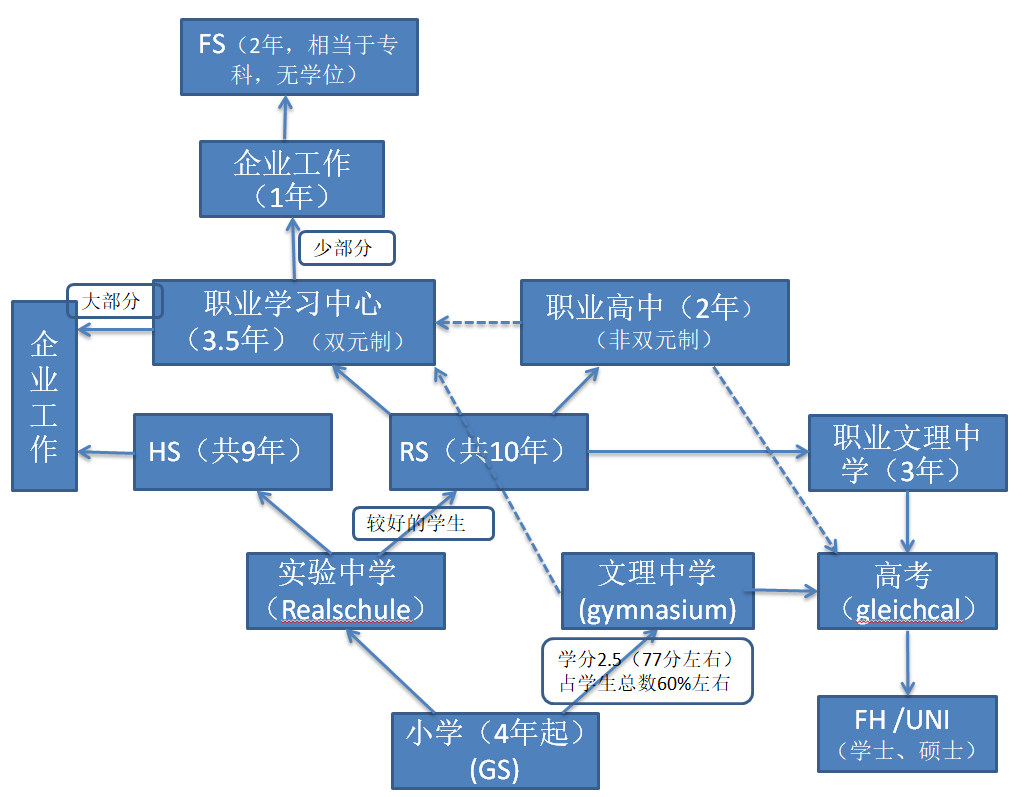 FS（2年，相当于专
科，无学位）
企业工作
（1年）
少部分
大部分
职业学习中心
（3.5年）（双元制）
职业高中（2年）
（非双元制）
企
业
工
作
HS（共9年）
RS（共10年）
职业文理中
学（3年）
较好的学生
实验中学
（Realschule）
文理中学
(gymnasium)
高考
（gleichcal）
学分2.5（77分左右）
占学生总数60%左右
小学（4年起）
(GS)
FH /UNI
（学士、硕士）